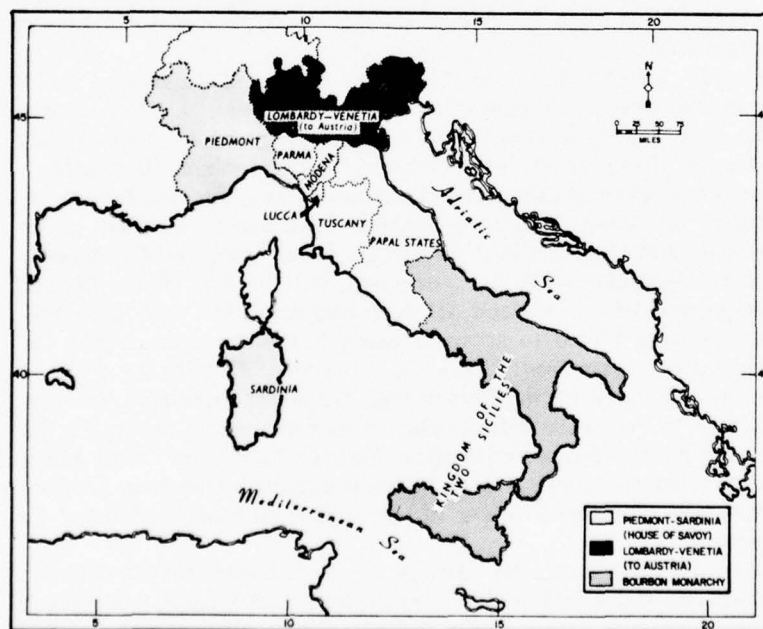 5
10
15
20
N
45
0 25 50 75
MILES
LOMBARDY-VENETIA
(to Austria)
PIEDMONT
PARMA
MODENA
LUCCA
TUSCANY
PAPAL STATES
Adriatic
Sea
40
4
SARDINIA
KINGDOM OF THE
TWO SICILIES
Mediterranean
Sea
PIEDMONT-SARDINIA
(HOUSE OF SAVOY)
LOMBARDY-VENETIA
(TO AUSTRIA)
BOURBON MONARCHY
5
10
15
20